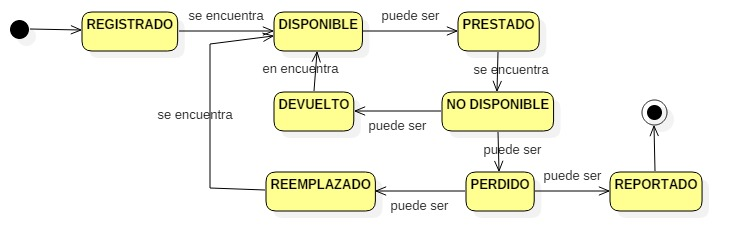 se encuentra
puede ser
REGISTRADO
DISPONIBLE
PRESTADO
en encuentra
se encuentra
DEVUELTO
NO DISPONIBLE
se encuentra
puede ser
puede ser
puede ser
REEMPLAZADO
PERDIDO
REPORTADO
puede ser